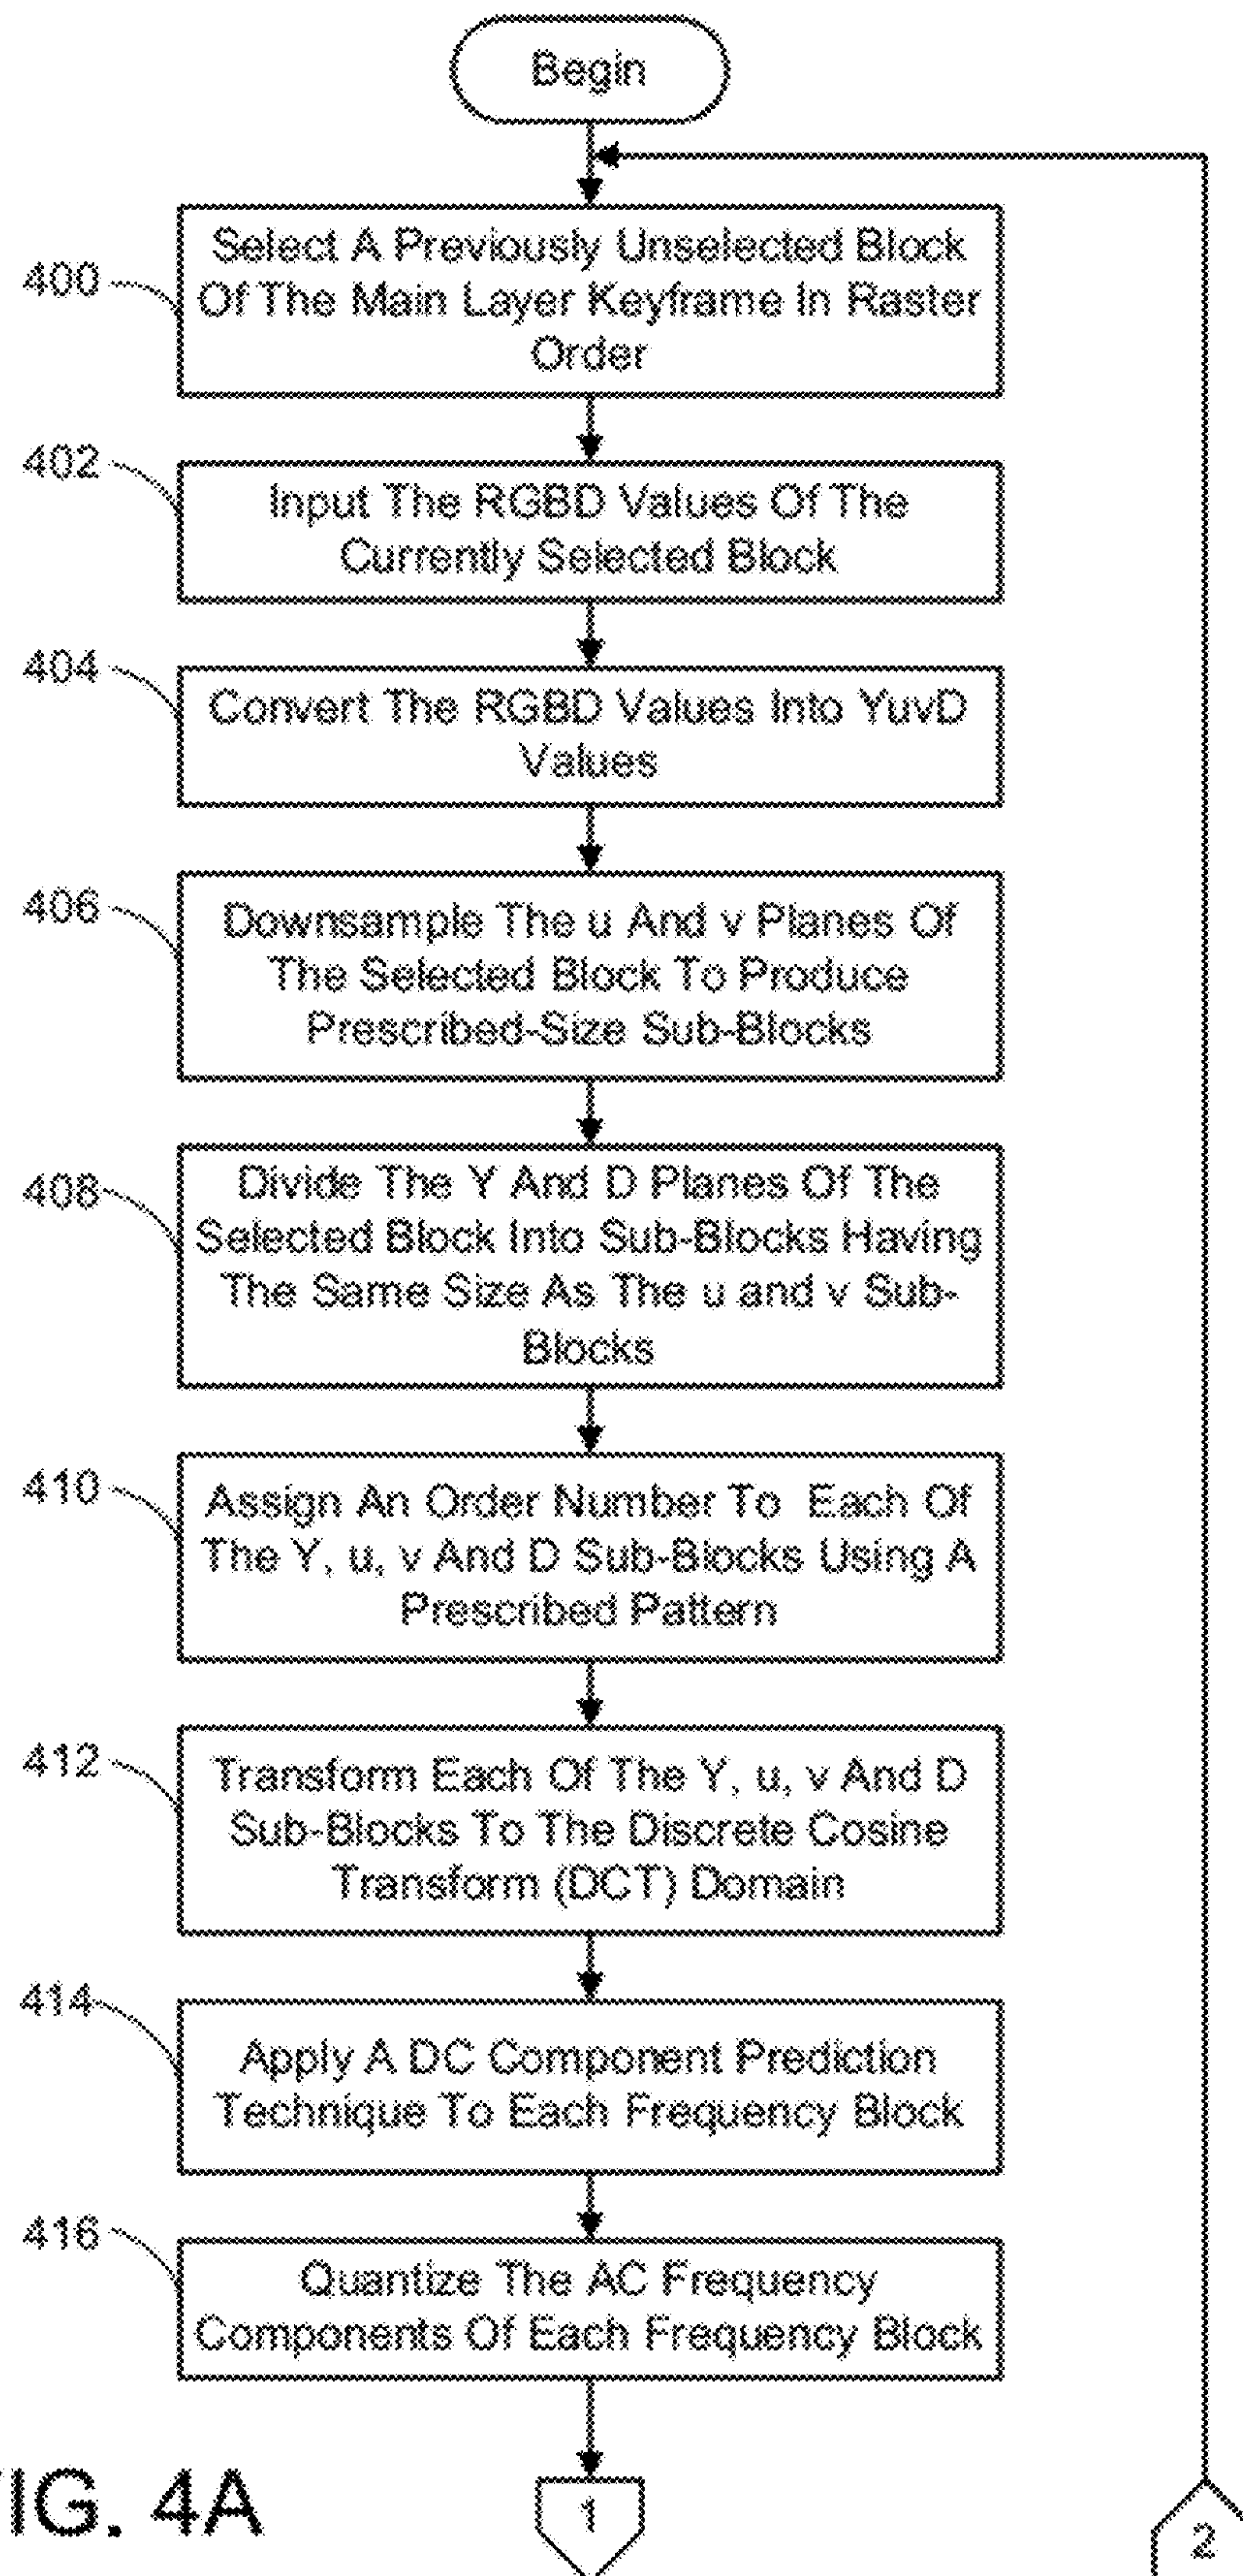 Begin
400
Select A Previously Unselected Block
Of The Main Layer Keyframe In Raster
Order
402
Input The RGBD Values Of The
Currently Selected Block
404
Convert The RGBD Values Into YuvD
Values
406
Downsample The u And v Planes Of
The Selected Block To Produce
Prescribed-Size Sub-Blocks
408
Divide The Y And D Planes Of The
Selected Block Into Sub-Blocks Having
The Same Size As The u and v Sub-
Blocks
410
Assign An Order Number To Each Of
The Y, u, v And D Sub-Blocks Using A
Prescribed Pattern
412
Transform Each Of The Y, u, v And D
Sub-Blocks To The Discrete Cosine
Transform (DCT) Domain
414
Apply A DC Component Prediction
Technique To Each Frequency Block
416
Quantize The AC Frequency
Components Of Each Frequency Block
1
2
FIG. 4A